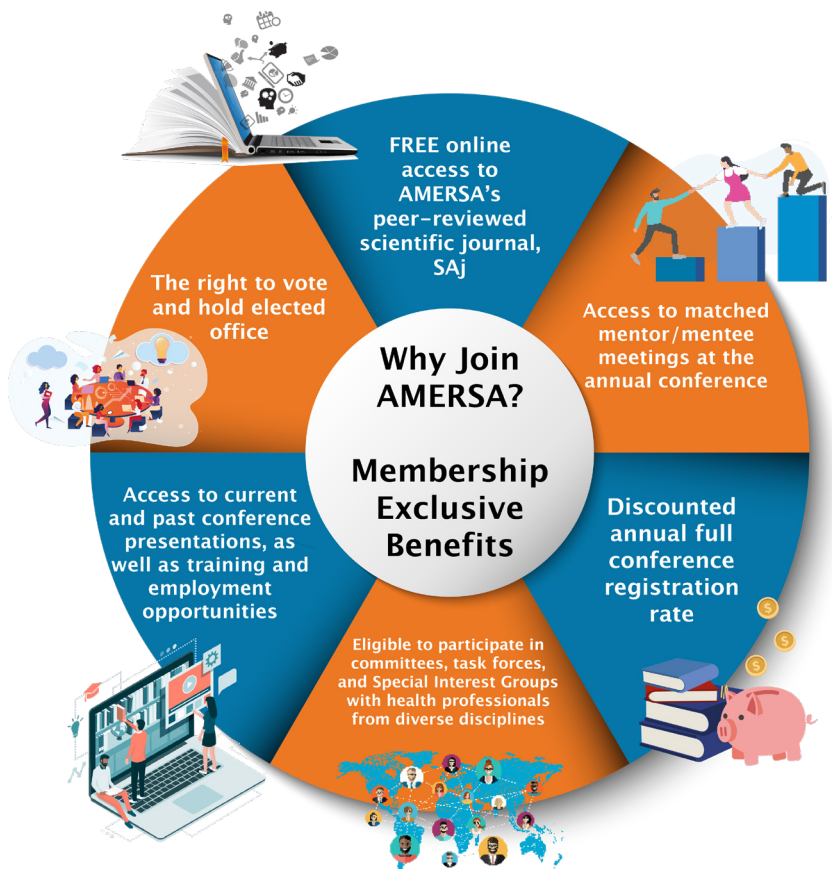 FREE online
access to
AMERSA's
peer-reviewed
scientific journal,
SAj
Access to matched
mentor/mentee
meetings at the
annual conference
Discounted
annual full
conference
registration
rate
Eligible to participate in
committees, task forces,
and Special Interest Groups
with health professionals
from diverse disciplines
Access to current
and past conference
presentations, as
well as training and
employment
opportunities
The right to vote
and hold elected
office
Why Join
AMERSA?
Membership
Exclusive
Benefits
$
$
$